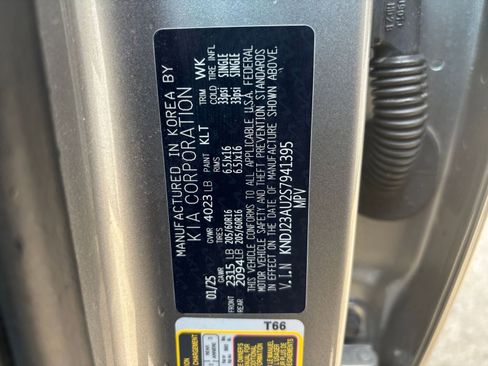 MANUFACTURED IN KOREA BY
KIA CORPORATION
01/25 GVWR 4023 LB PAINT KLT TRIM WK
GAWR TIRES RIMS COLD TIRE INFL
FRONT 2315 LB 205/60R16 6.5Jx16 33psi SINGLE
REAR 2094 LB 205/60R16 6.5Jx16 33psi SINGLE
THIS VEHICLE CONFORMS TO ALL APPLICABLE U.S.A. FEDERAL
MOTOR VEHICLE SAFETY AND THEFT PREVENTION STANDARDS
IN EFFECT ON THE DATE OF MANUFACTURE SHOWN ABOVE.
V.I.N KNDJ23AU2S7941395
MPV
T66